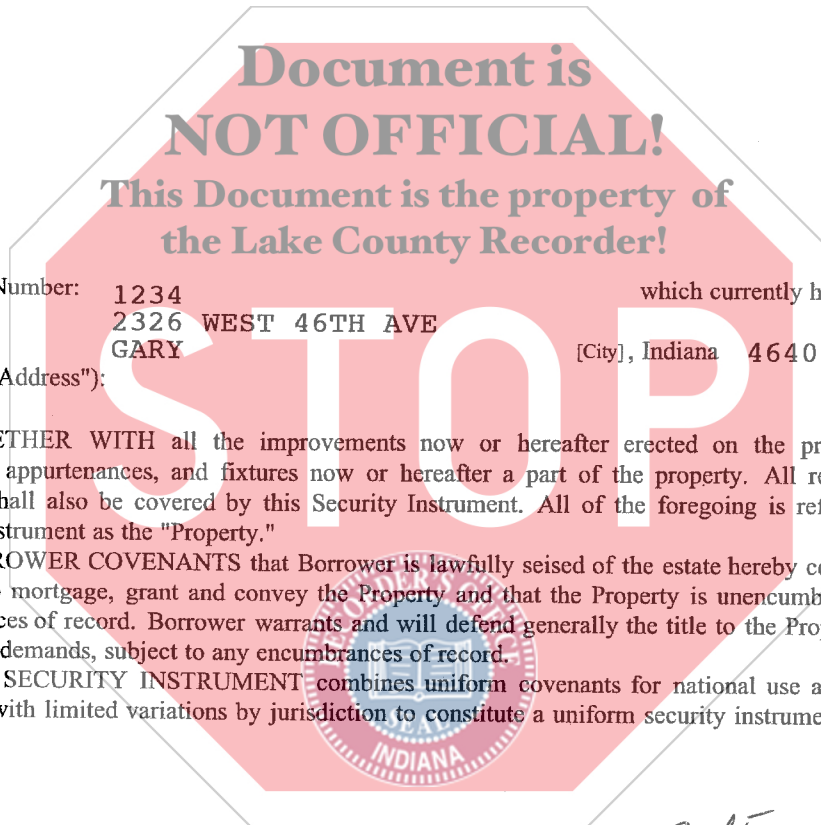 Document is
NOT OFFICIAL!
This Document is the property of
the Lake County Recorder!
STOP
Number: 1234 which currently h
2326 WEST 46TH AVE
GARY [City], Indiana 4640
Address"):
ETHER WITH all the improvements now or hereafter erected on the pr
appurtenances, and fixtures now or hereafter a part of the property. All re
hall also be covered by this Security Instrument. All of the foregoing is ref
strument as the "Property."
ROWER COVENANTS that Borrower is lawfully seised of the estate hereby co
mortgage, grant and convey the Property and that the Property is unencumb
ces of record. Borrower warrants and will defend generally the title to the Prop
demands, subject to any encumbrances of record.
SECURITY INSTRUMENT combines uniform covenants for national use a
with limited variations by jurisdiction to constitute a uniform security instrume
SEAL
INDIANA